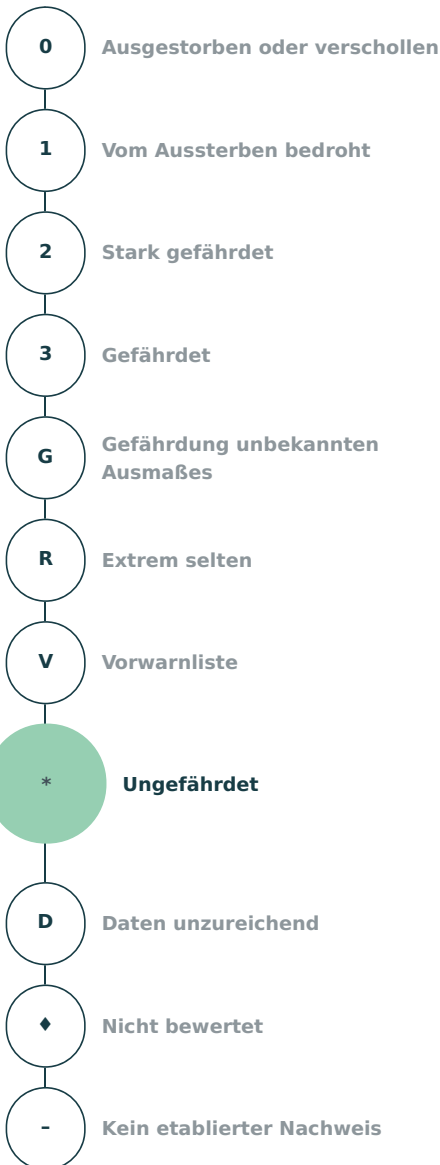 0 Ausgestorben oder verschollen
1 Vom Aussterben bedroht
2 Stark gefährdet
3 Gefährdet
G Gefährdung unbekannten
Ausmaßes
R Extrem selten
V Vorwarnliste
* Ungefährdet
D Daten unzureichend
♦ Nicht bewertet
– Kein etablierter Nachweis